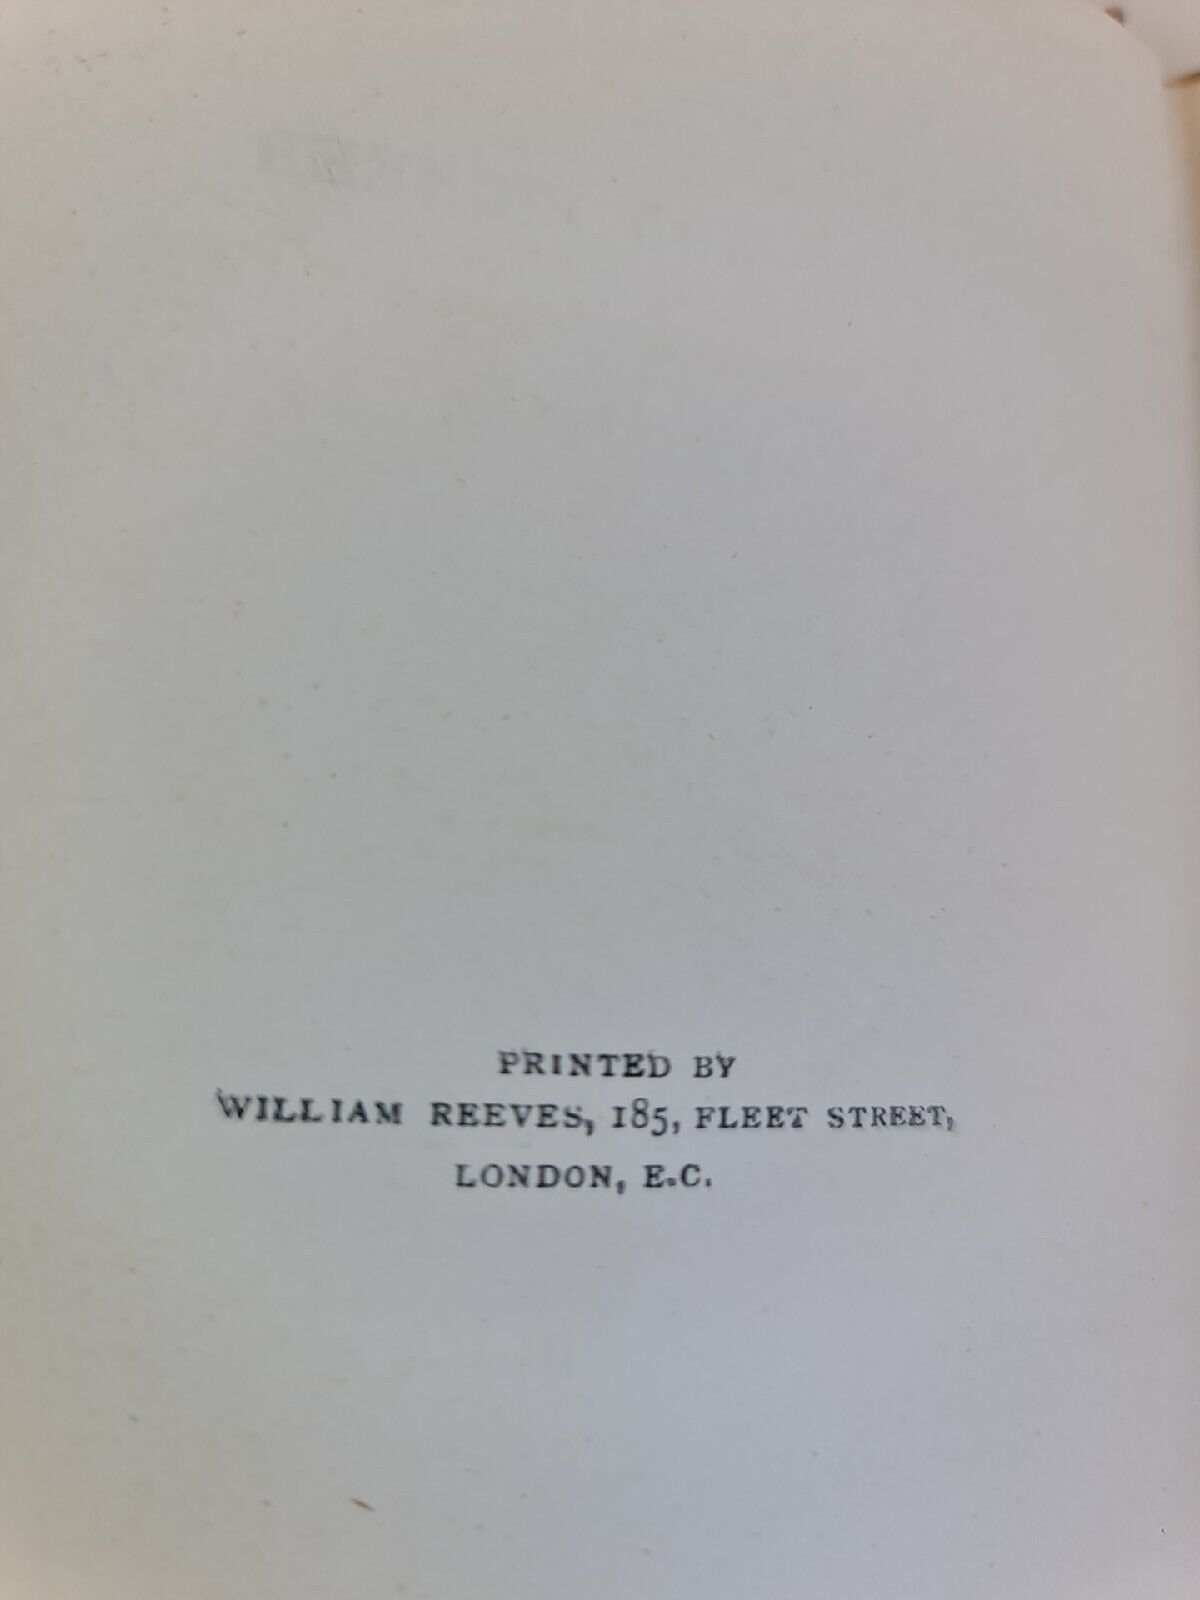 PRINTED BY
WILLIAM REEVES, 185, FLEET STREET,
LONDON, E.C.